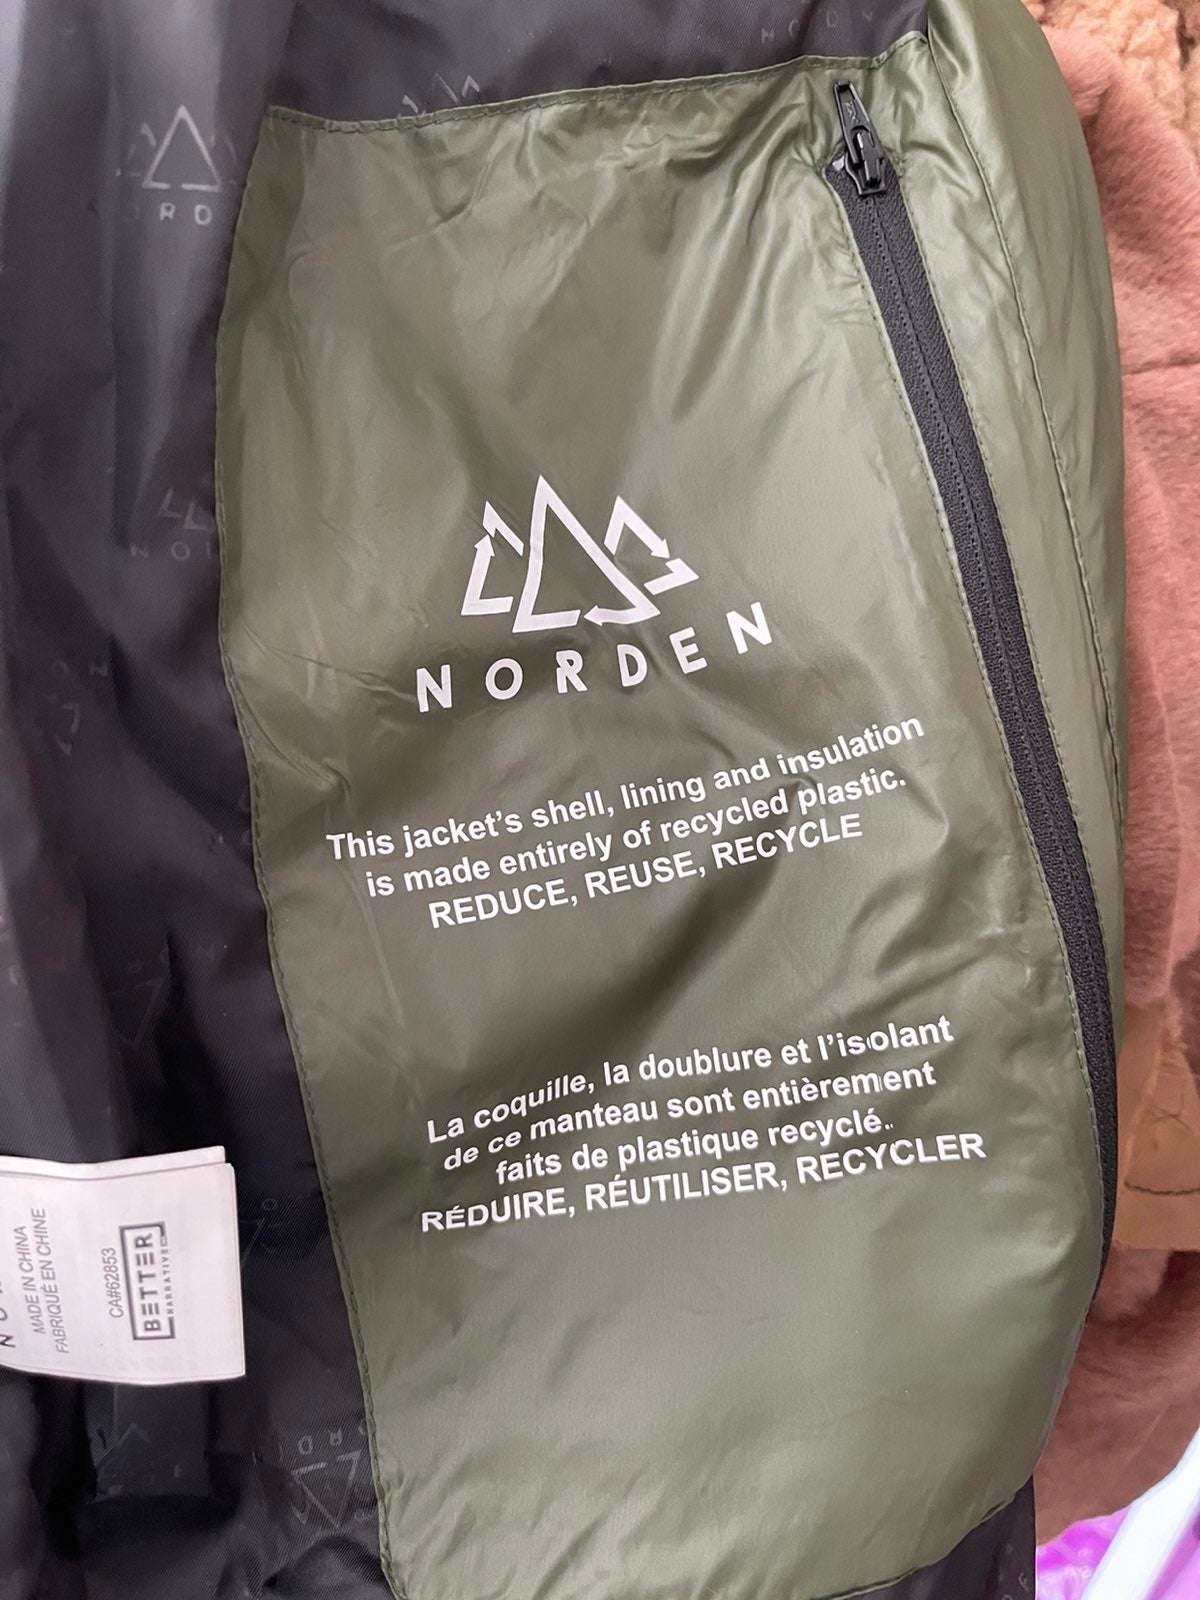 NORDEN
This jacket's shell, lining and insulation
is made entirely of recycled plastic.
REDUCE, REUSE, RECYCLE
La coquille, la doublure et l'isolant
de ce manteau sont entièrement
faits de plastique recyclé.
RÉDUIRE, RÉUTILISER, RECYCLER
MADE IN CHINA
FABRIQUÉ EN CHINE
CA#62853
BETTER
NARRATIVE